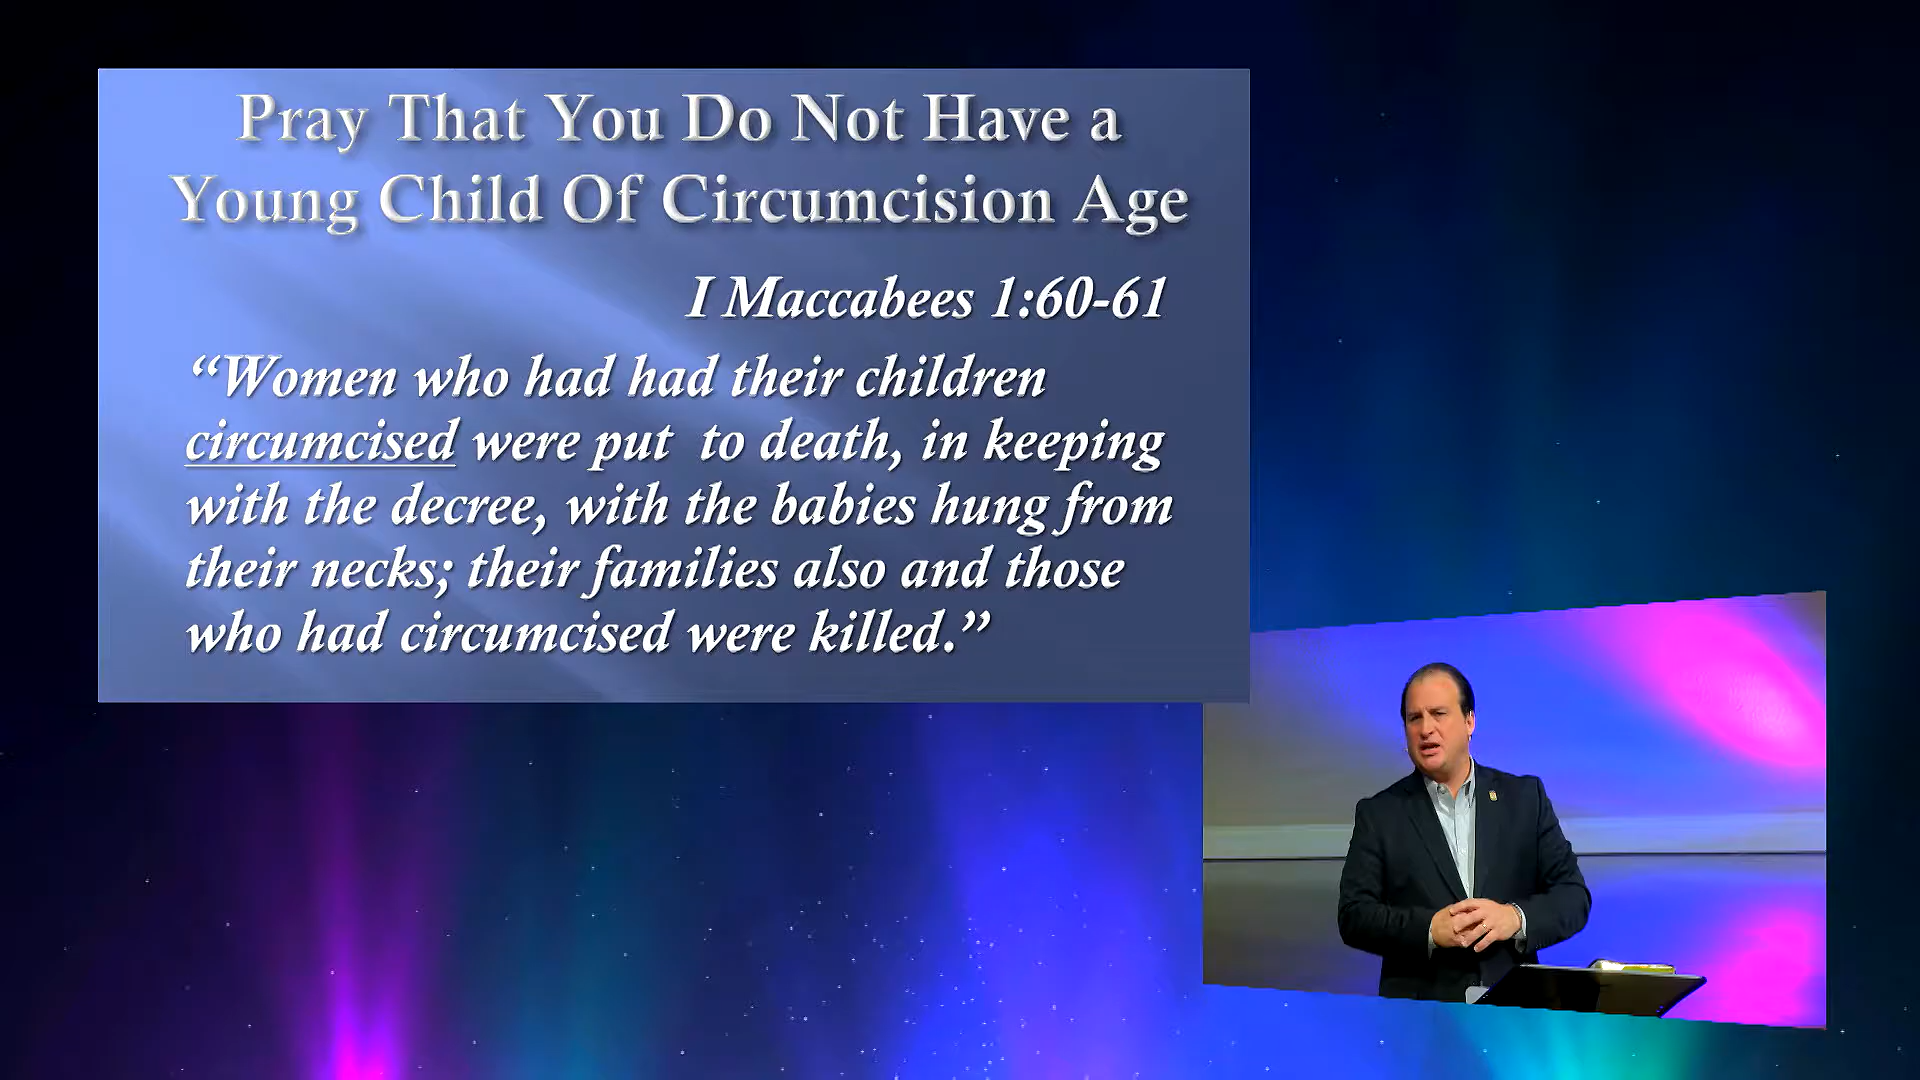 Pray That You Do Not Have a
Young Child Of Circumcision Age
I Maccabees 1:60-61
“Women who had had their children
circumcised were put  to death, in keeping
with the decree, with the babies hung from
their necks; their families also and those
who had circumcised were killed.”